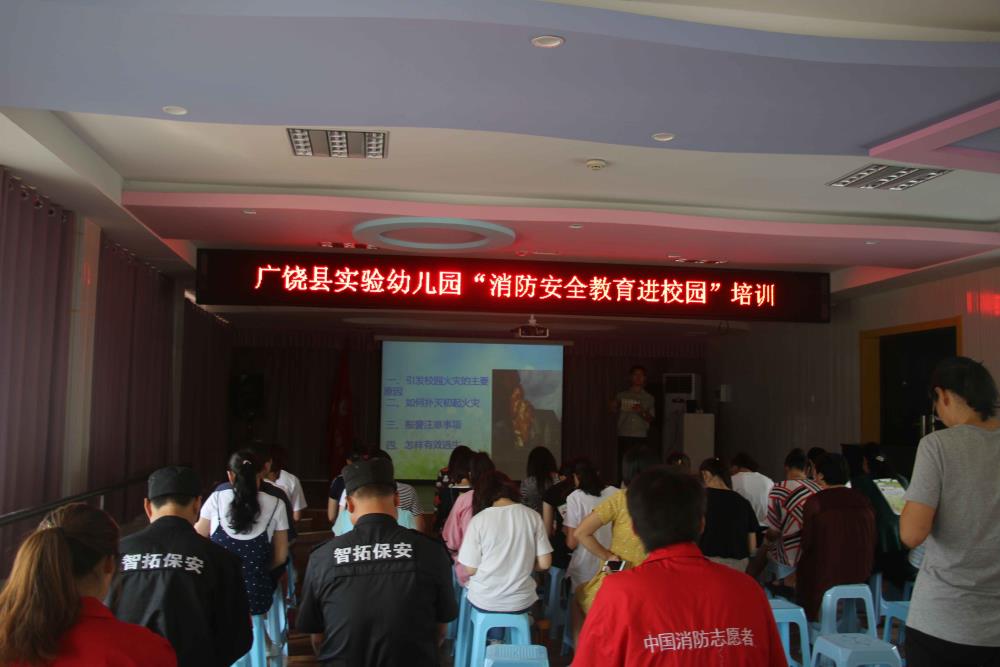 广饶县实验幼儿园“消防安全教育进校园”培训
一、引发校园火灾的主要
原因
二、如何扑灭初起火灾
三、报警注意事项
四、怎样有效逃生
智拓保安
智拓保安
中国消防志愿者